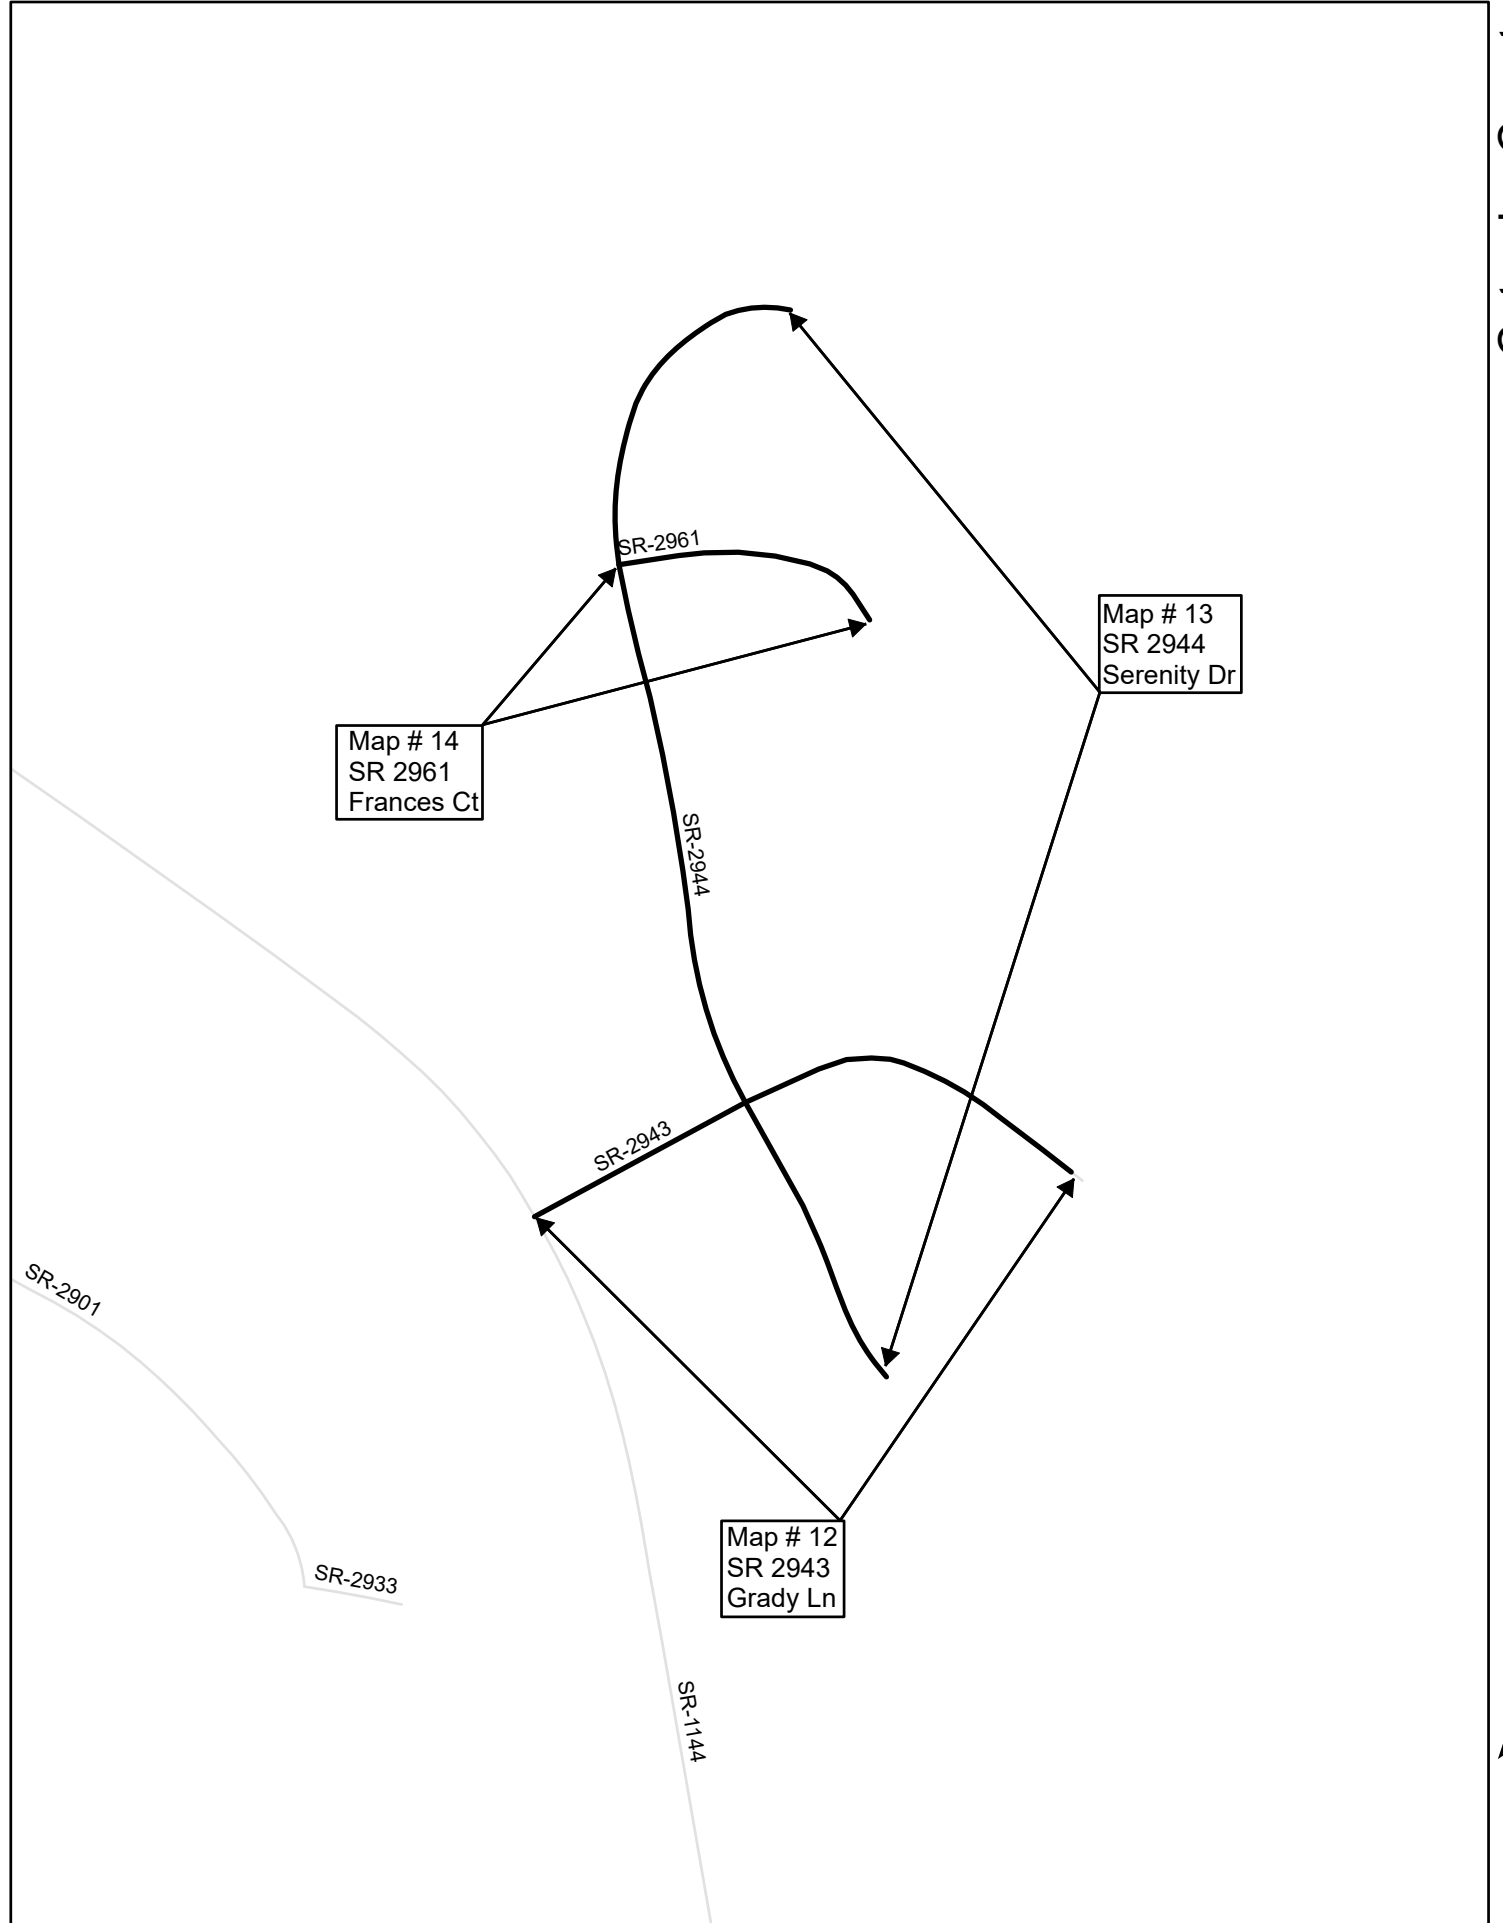 SR-2961
Map # 13
SR 2944
Serenity Dr
Map # 14
SR 2961
Frances Ct
SR-2944
SR-2943
SR-2901
Map # 12
SR 2943
Grady Ln
SR-2933
SR-1144